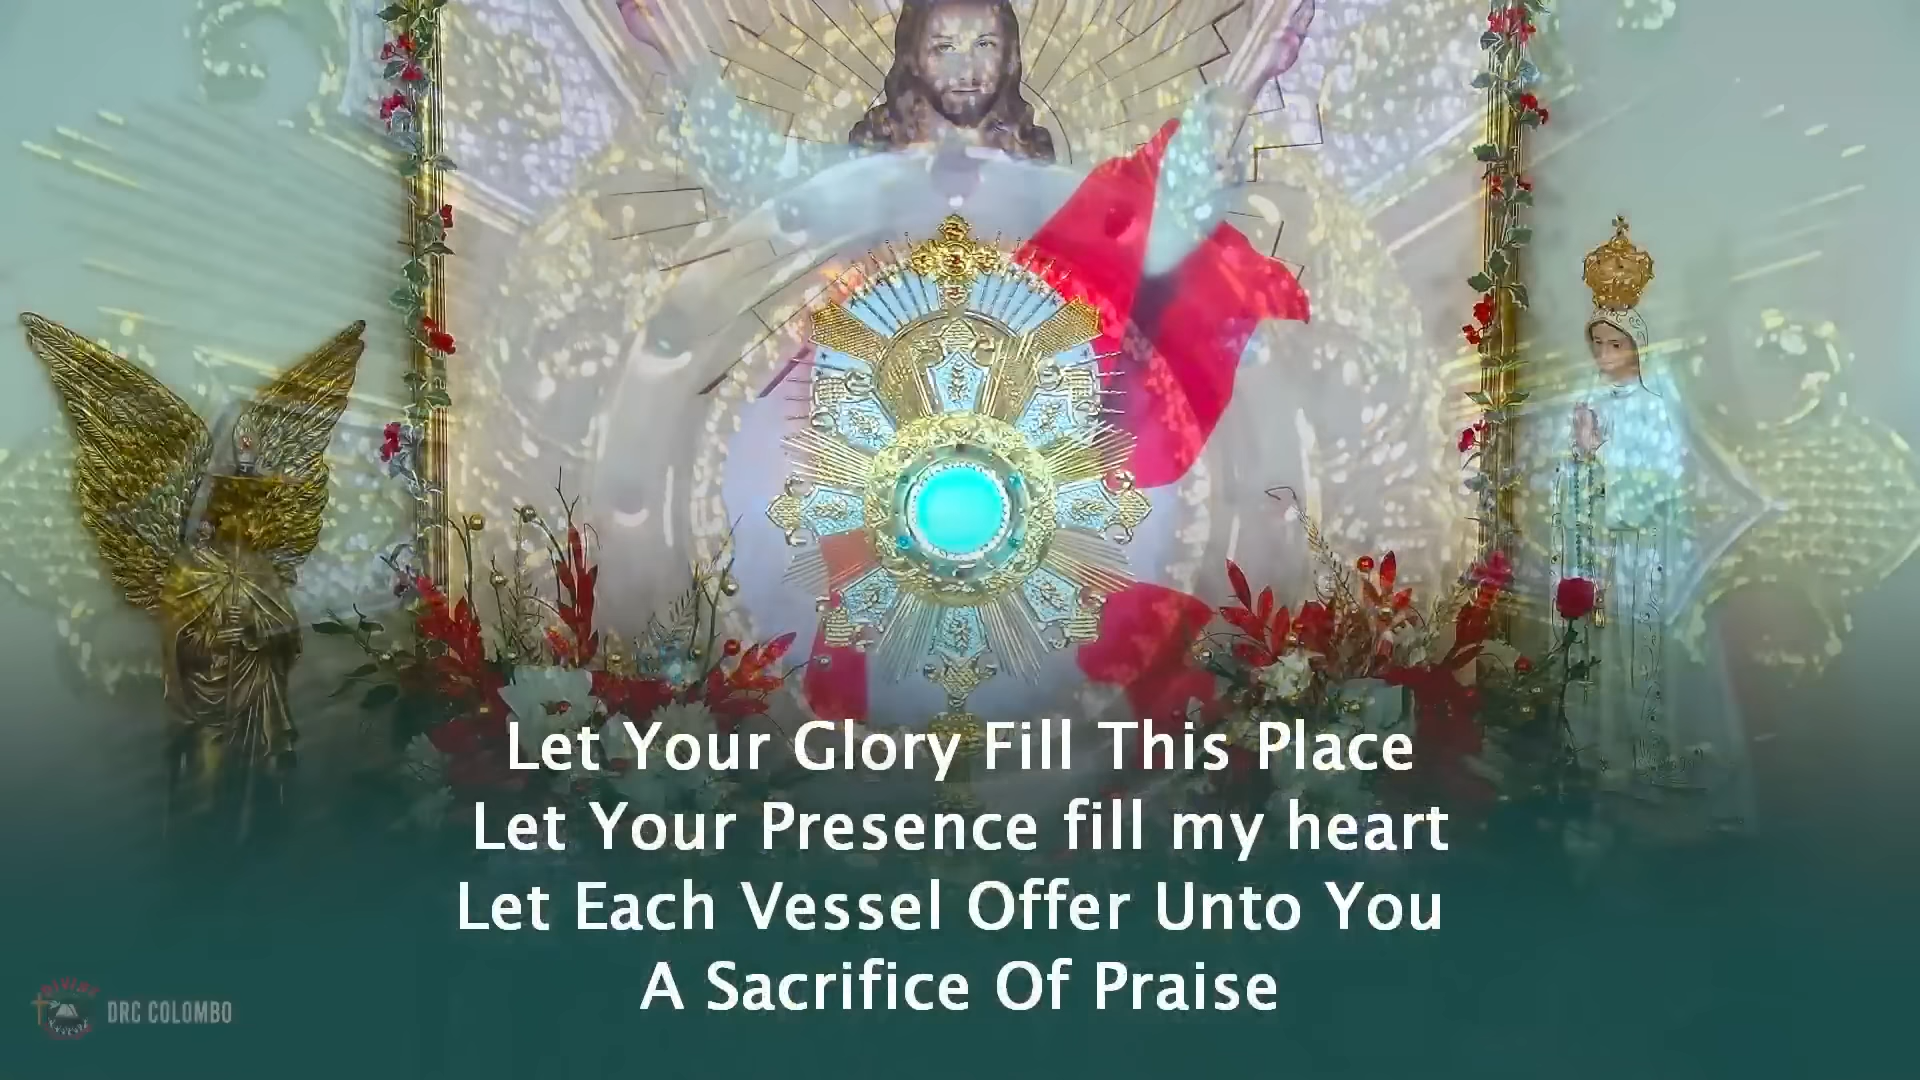 Let Your Glory Fill This Place
Let Your Presence fill my heart
Let Each Vessel Offer Unto You
A Sacrifice Of Praise
DIVINE
DRC COLOMBO